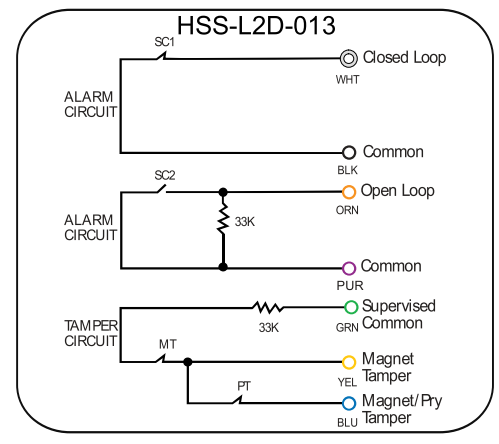 HSS-L2D-013
SC1
Closed Loop
WHT
ALARM
CIRCUIT
Common
BLK
SC2
Open Loop
ORN
ALARM
CIRCUIT
33K
Common
PUR
Supervised
Common
GRN
33K
TAMPER
CIRCUIT
MT
Magnet
Tamper
YEL
PT
Magnet/Pry
Tamper
BLU